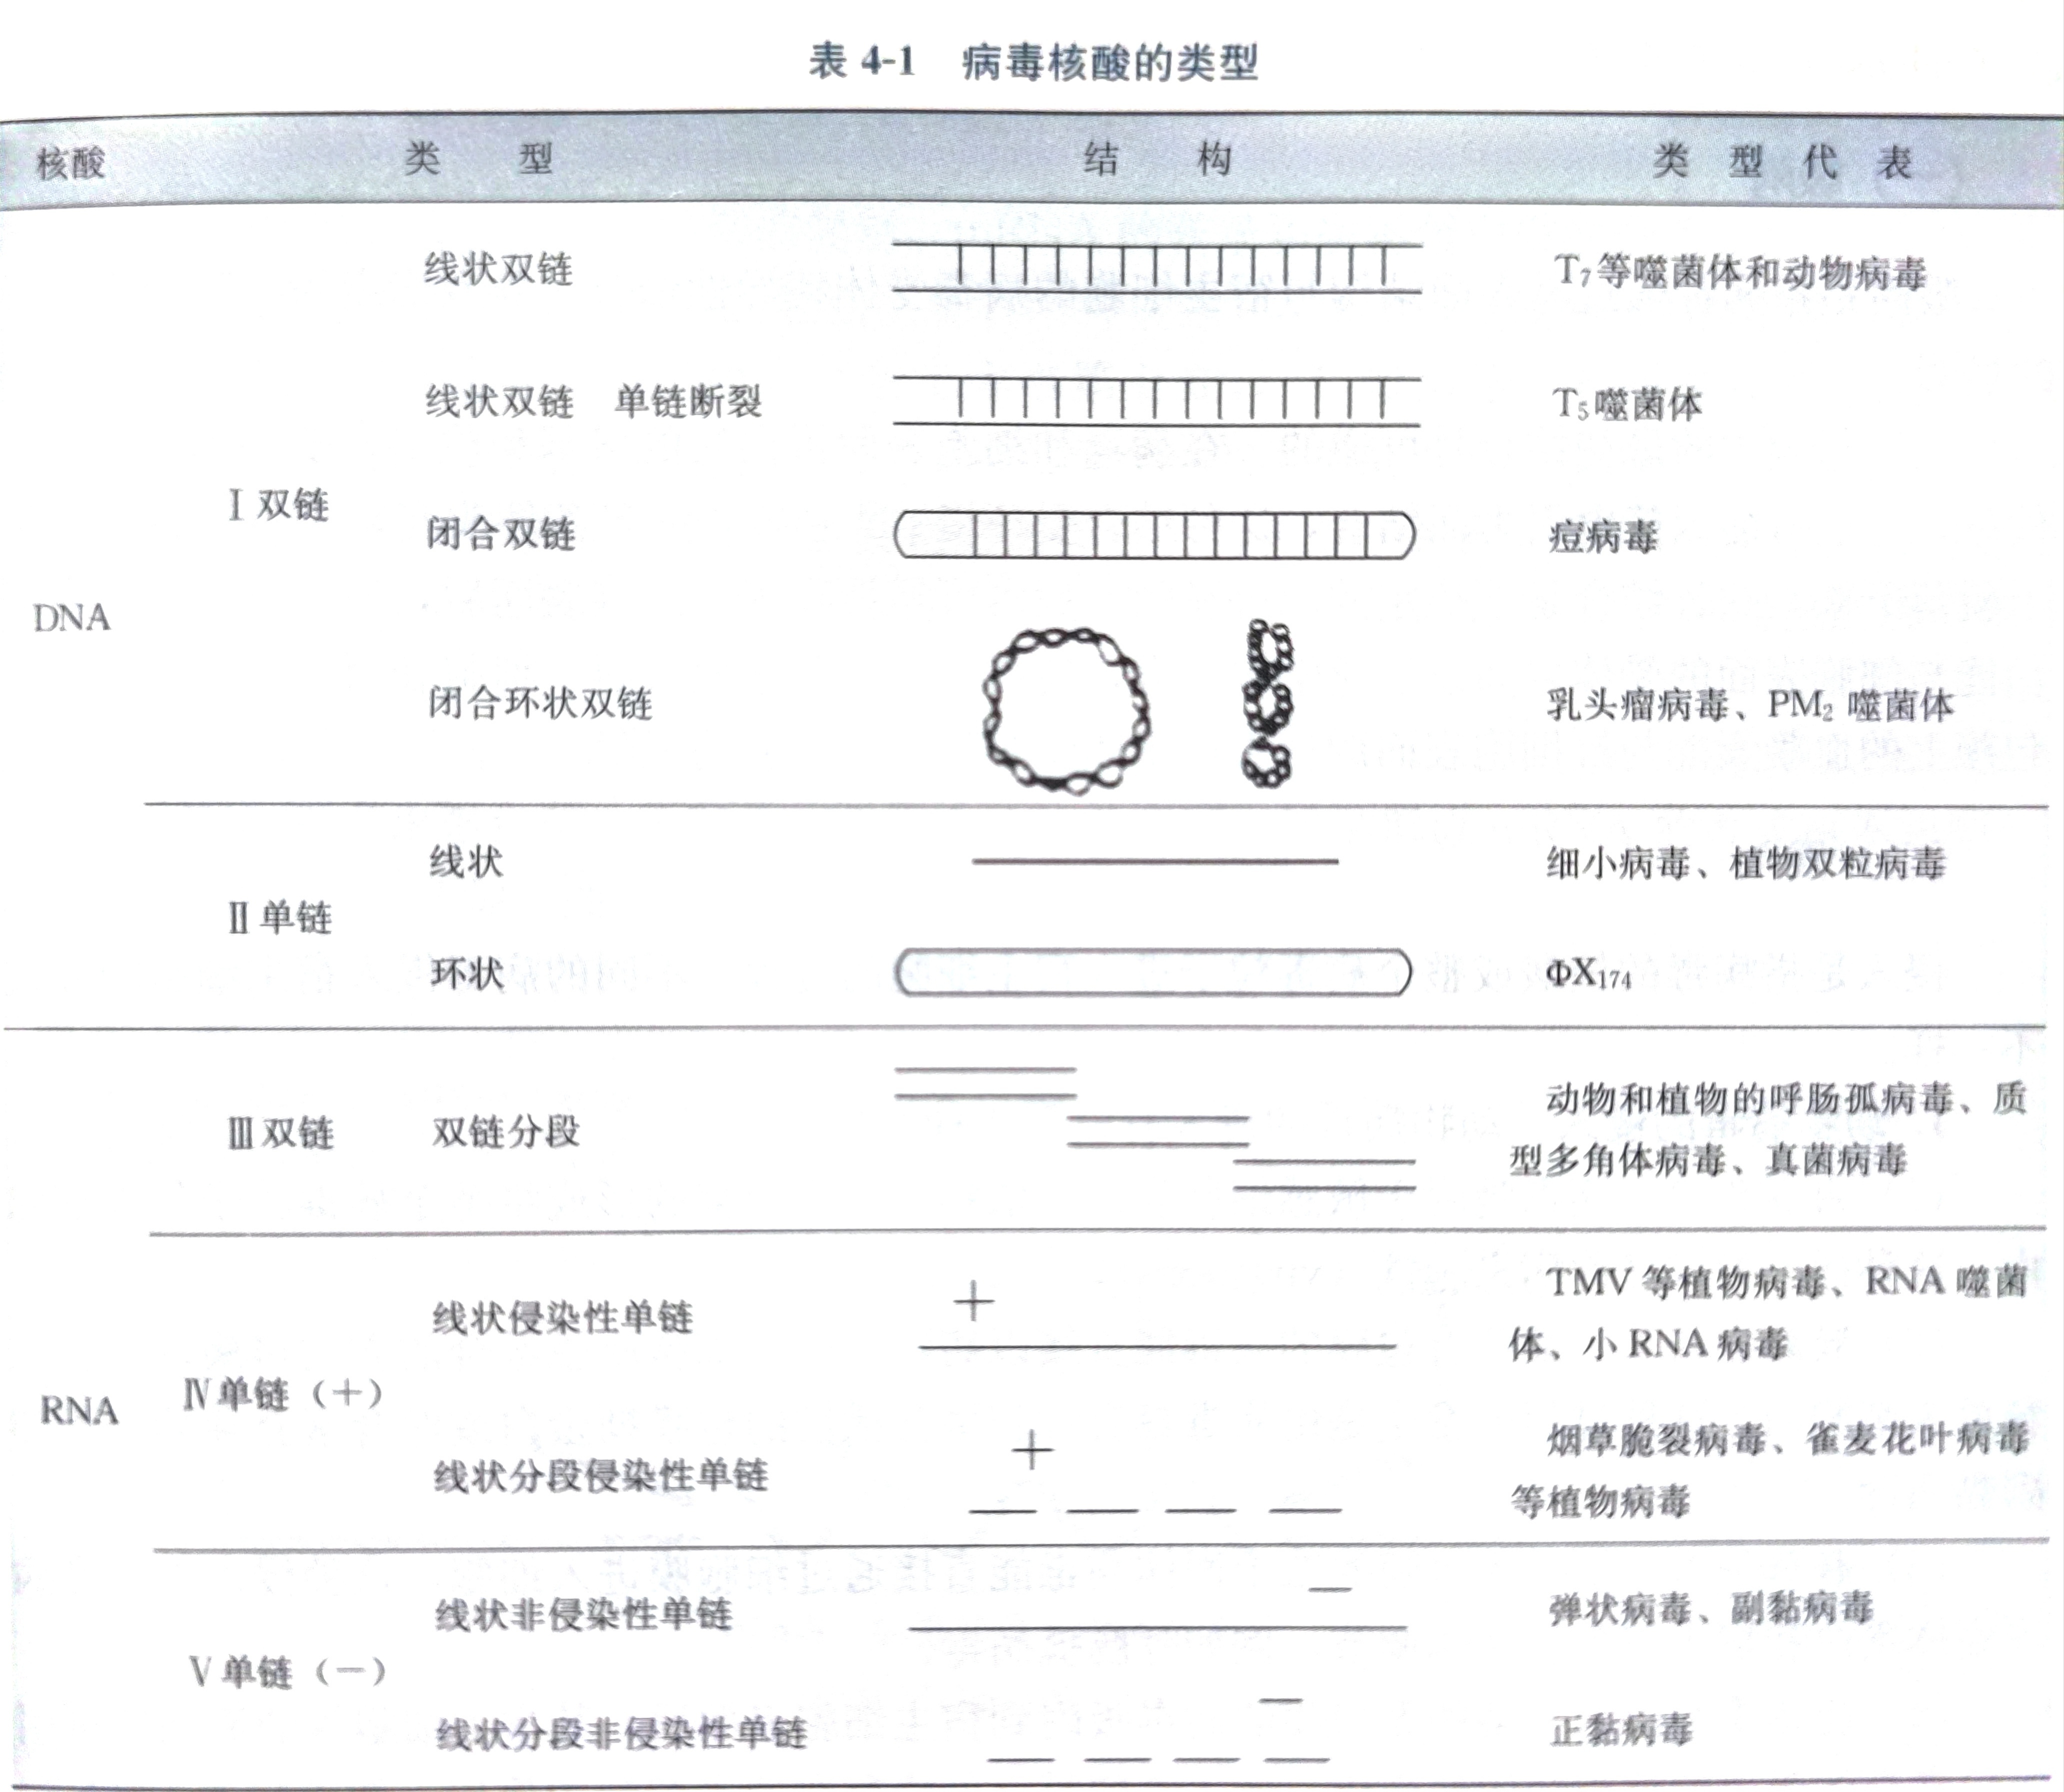 表 4-1 病毒核酸的类型
核酸 类 型 结 构 类 型 代 表
线状双链 T₇等噬菌体和动物病毒
线状双链 单链断裂 T₅噬菌体
Ⅰ双链
闭合双链 痘病毒
DNA
闭合环状双链 乳头瘤病毒、PM₂ 噬菌体
线状 细小病毒、植物双粒病毒
Ⅱ单链
环状 ΦX₁₇₄
动物和植物的呼肠孤病毒、质
Ⅲ双链 双链分段
型多角体病毒、真菌病毒
TMV 等植物病毒、RNA 噬菌
线状侵染性单链 +
体、小 RNA 病毒
Ⅳ单链（+）
RNA
烟草脆裂病毒、雀麦花叶病毒
线状分段侵染性单链 +
等植物病毒
线状非侵染性单链 － 弹状病毒、副黏病毒
Ⅴ单链（－）
线状分段非侵染性单链 － 正黏病毒